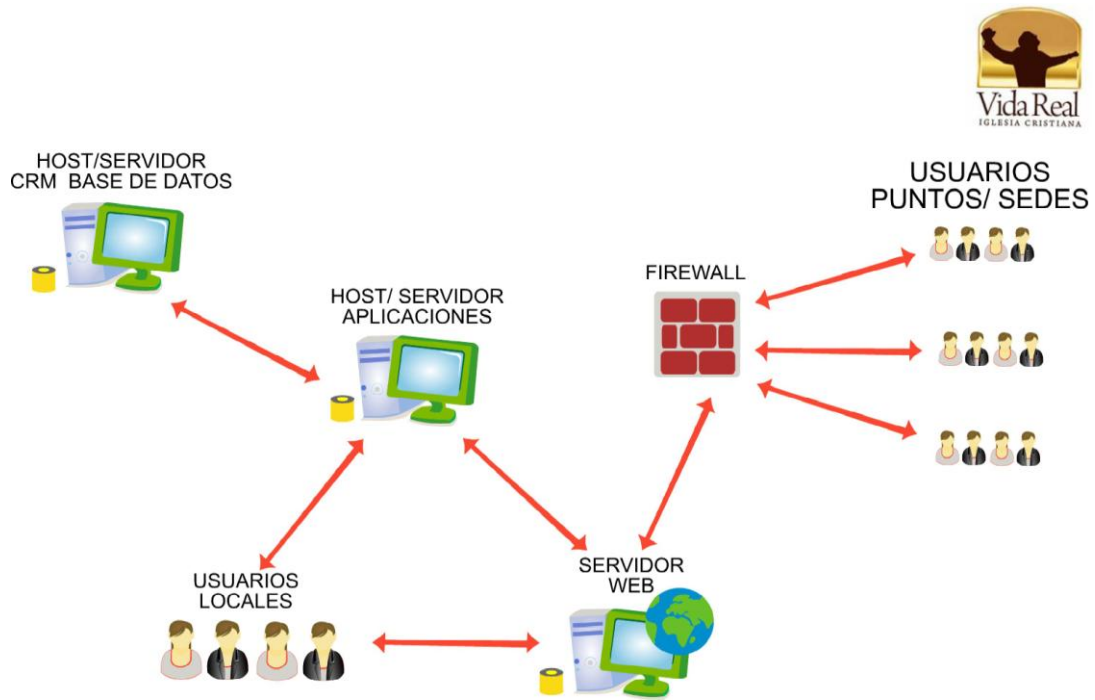 Vida Real
IGLESIA CRISTIANA
HOST/SERVIDOR
CRM BASE DE DATOS
USUARIOS
PUNTOS/ SEDES
FIREWALL
HOST/ SERVIDOR
APLICACIONES
SERVIDOR
WEB
USUARIOS
LOCALES